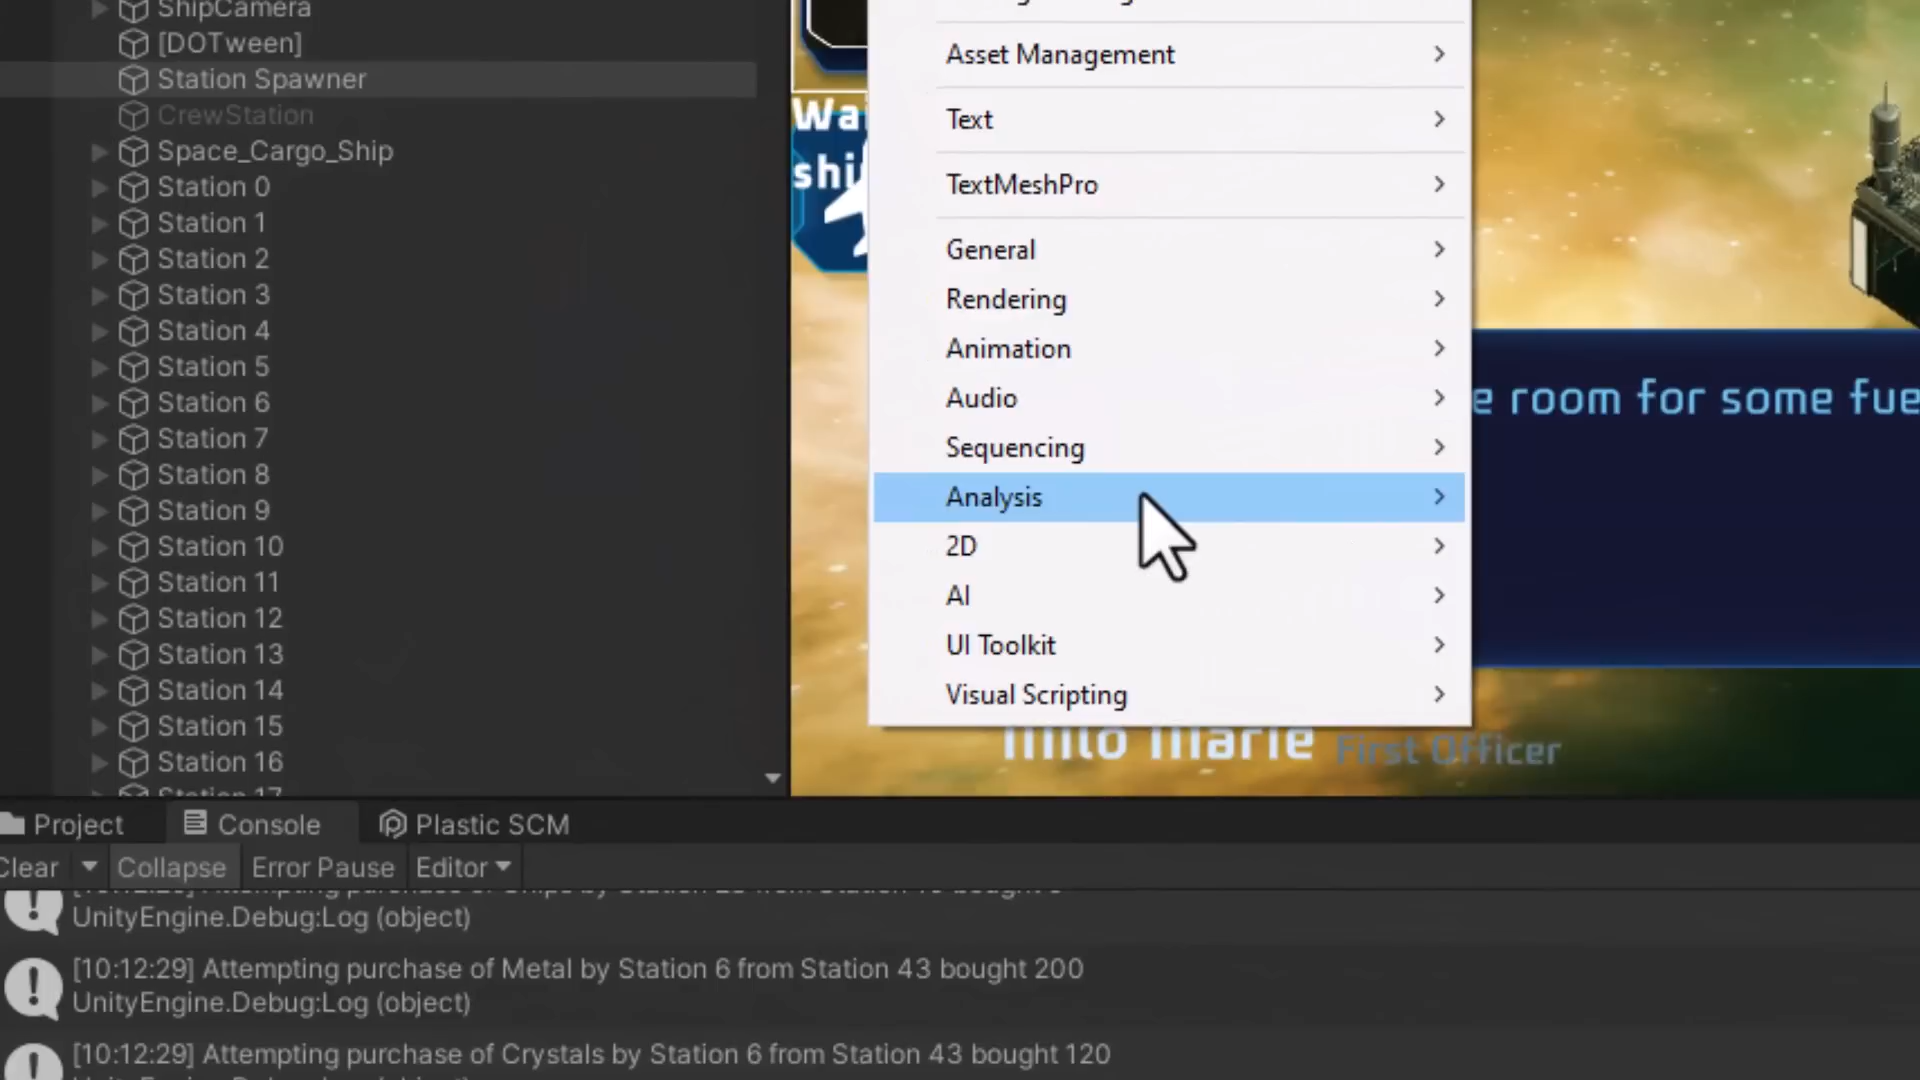 ShipCamera
[DOTween]
Station Spawner
CrewStation
Space_Cargo_Ship
Station 0
Station 1
Station 2
Station 3
Station 4
Station 5
Station 6
Station 7
Station 8
Station 9
Station 10
Station 11
Station 12
Station 13
Station 14
Station 15
Station 16
Station 17
Asset Management
Text
TextMeshPro
General
Rendering
Animation
Audio
Sequencing
Analysis
2D
AI
UI Toolkit
Visual Scripting
room for some
Milo Marie First Officer
Project Console Plastic SCM
Clear Collapse Error Pause Editor
UnityEngine.Debug:Log (object)
[10:12:29] Attempting purchase of Metal by Station 6 from Station 43 bought 200
UnityEngine.Debug:Log (object)
[10:12:29] Attempting purchase of Crystals by Station 6 from Station 43 bought 120